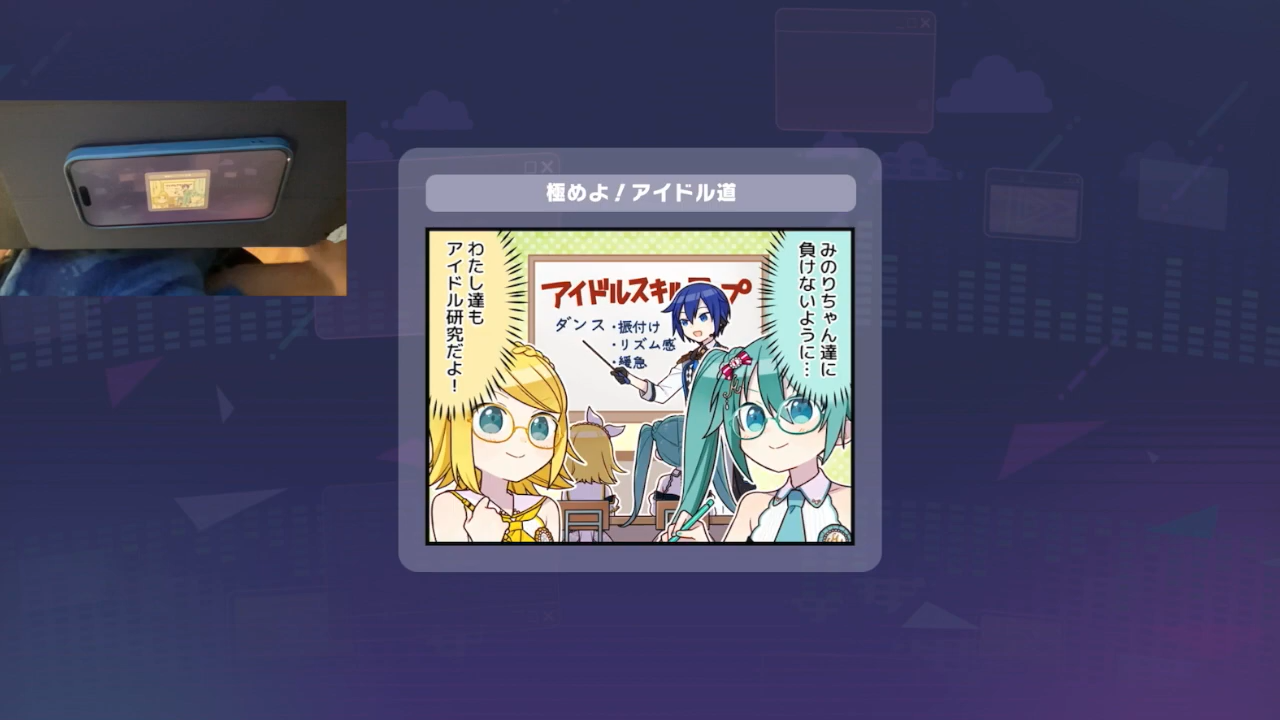 極めよ！アイドル道
みのりちゃん達に
負けないように…
アイドルスキル
プ
ダンス・振付け
・リズム感
・緩急
わたし達も
アイドル研究だよ！